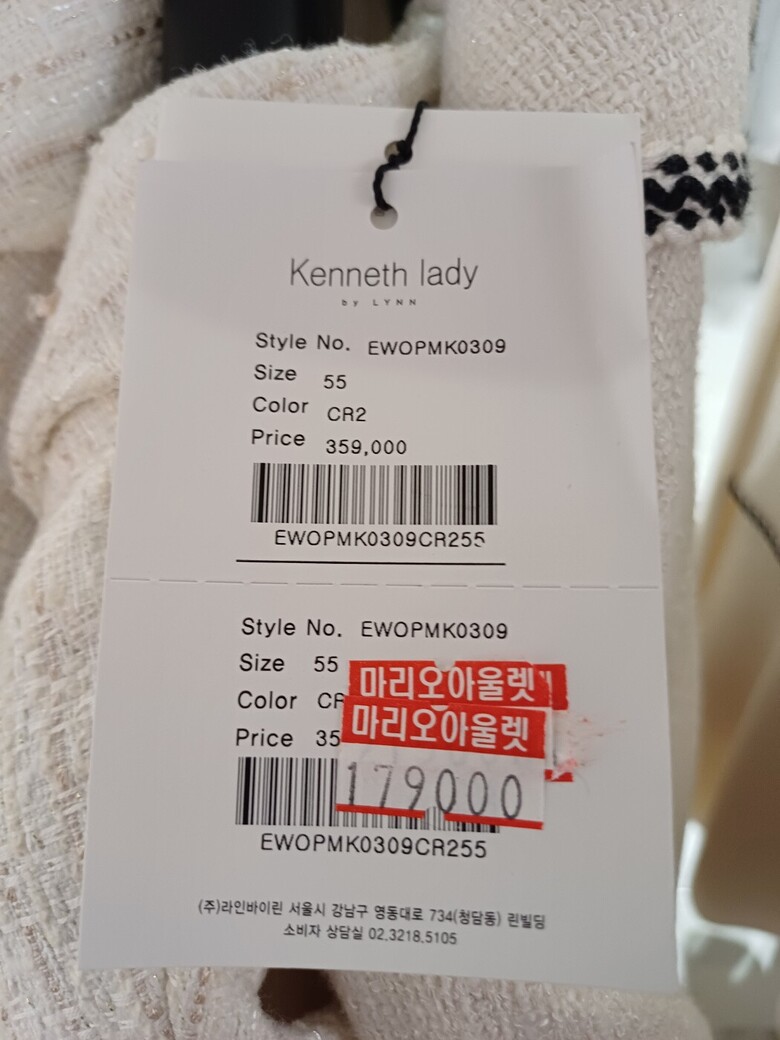 Kenneth lady
by LYNN
Style No. EWOPMK0309
Size 55
Color CR2
Price 359,000
EWOPMK0309CR255
Style No. EWOPMK0309
Size 55
Color CR
Price 35
마리오아울렛
마리오아울렛
179000
EWOPMK0309CR255
(주)라인바이린 서울시 강남구 영동대로 734(청담동) 린빌딩
소비자 상담실 02.3218.5105